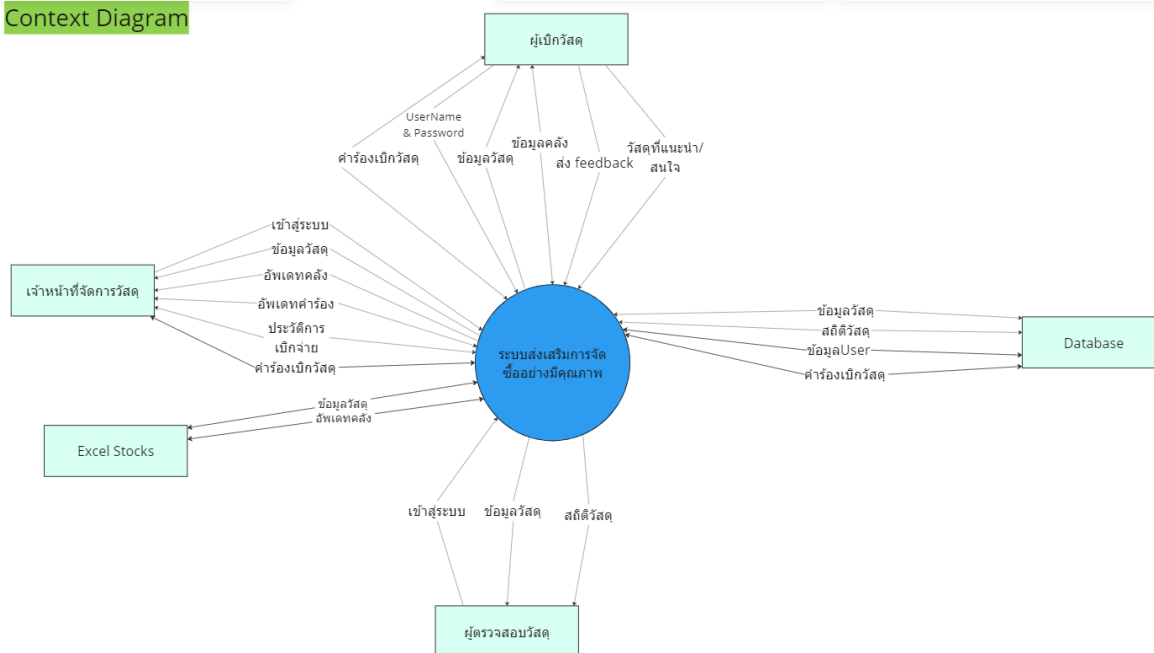 Context Diagram
ผู้เบิกวัสดุ
UserName
& Password
คำร้องเบิกวัสดุ
ข้อมูลวัสดุ
ข้อมูลคลัง
ส่ง feedback
วัสดุที่แนะนำ/
สนใจ
เข้าสู่ระบบ
ข้อมูลวัสดุ
อัพเดทคลัง
อัพเดทคำร้อง
ประวัติการ
เบิกจ่าย
คำร้องเบิกวัสดุ
เจ้าหน้าที่จัดการวัสดุ
ระบบส่งเสริมการจัด
ซื้ออย่างมีคุณภาพ
ข้อมูลวัสดุ
สถิติวัสดุ
ข้อมูลUser
คำร้องเบิกวัสดุ
Database
ข้อมูลวัสดุ
อัพเดทคลัง
Excel Stocks
เข้าสู่ระบบ
ข้อมูลวัสดุ
สถิติวัสดุ
ผู้ตรวจสอบวัสดุ